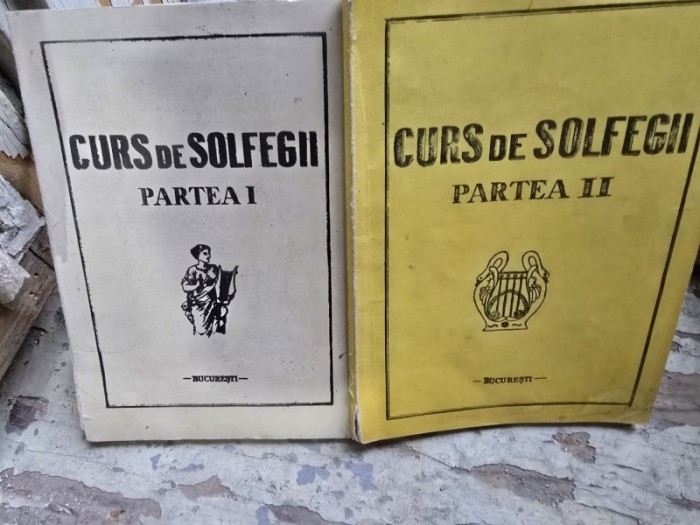 CURS DE SOLFEGII
PARTEA I
— BUCUREȘTI —
CURS DE SOLFEGII
PARTEA II
— BUCUREȘTI —